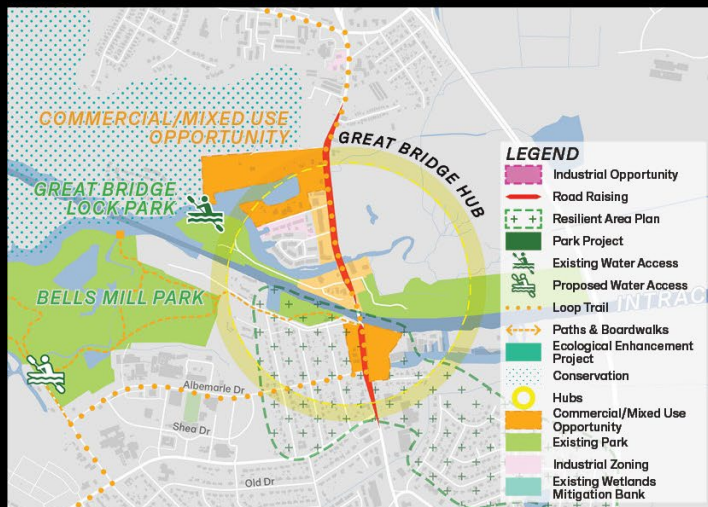 COMMERCIAL/MIXED USE
OPPORTUNITY
GREAT BRIDGE HUB
GREAT BRIDGE
LOCK PARK
BELLS MILL PARK
INTRAC
Albemarle Dr
Shea Dr
Old Dr
LEGEND
Industrial Opportunity
Road Raising
Resilient Area Plan
Park Project
Existing Water Access
Proposed Water Access
Loop Trail
Paths & Boardwalks
Ecological Enhancement
Project
Conservation
Hubs
Commercial/Mixed Use
Opportunity
Existing Park
Industrial Zoning
Existing Wetlands
Mitigation Bank